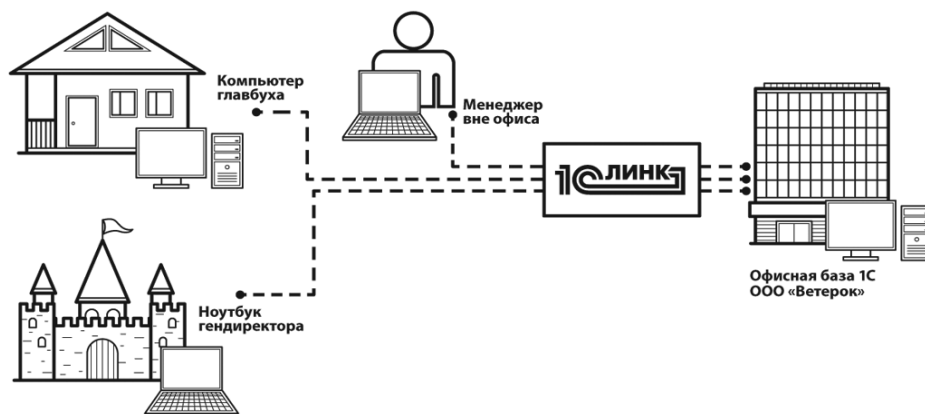 Компьютер
главбуха
Менеджер
вне офиса
1С ЛИНК
Ноутбук
гендиректора
Офисная база 1С
ООО «Ветерок»